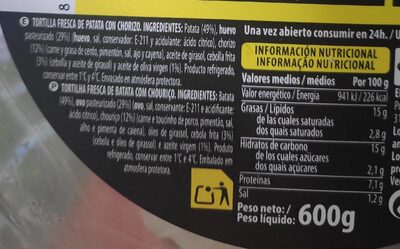 E TORTILLA FRESCA DE PATATA CON CHORIZO. INGREDIENTES: Patata (49%), huevo
pasteurizado (29%) (huevo, sal, conservador: E-211 y acidulante: ácido cítrico), chorizo
(12%) (carne y grasa de cerdo, pimentón, sal, ajo y cayena), aceite de girasol, cebolla frita
(3%) (cebolla y aceite de girasol) y aceite de oliva virgen (1%). Producto refrigerado,
conservar entre 1°C e 4°C. Envasado en atmósfera protectora.
P TORTILHA FRESCA DE BATATA COM CHOURIÇO. INGREDIENTES: Batata
(49%), ovo pasteurizado (29%) (ovo, sal, conservante: E-211 e acidificante:
ácido cítrico), chouriço (12%) (carne e toucinho de porco, pimentão, sal,
alho e pimenta de caiena), óleo de girassol, cebola frita (3%)
(cebola e óleo de girassol) e azeite virgem (1%). Produto
refrigerado, conservar entre 1°C e 4°C. Embalado em
atmosfera protetora.
8
Una vez abierto consumir en 24h.
INFORMACIÓN NUTRICIONAL
INFORMAÇÃO NUTRICIONAL
Valores medios / médios Por 100 g
Valor energético / Energia 941 kJ / 226 kcal
Grasas / Lípidos 15 g
de las cuales saturadas
dos quais saturados 2,8 g
Hidratos de carbono 15 g
de los cuales azúcares
dos quais açúcares 2,1 g
Proteínas 7,1 g
Sal 1,2 g
Peso neto/
Peso líquido: 600g